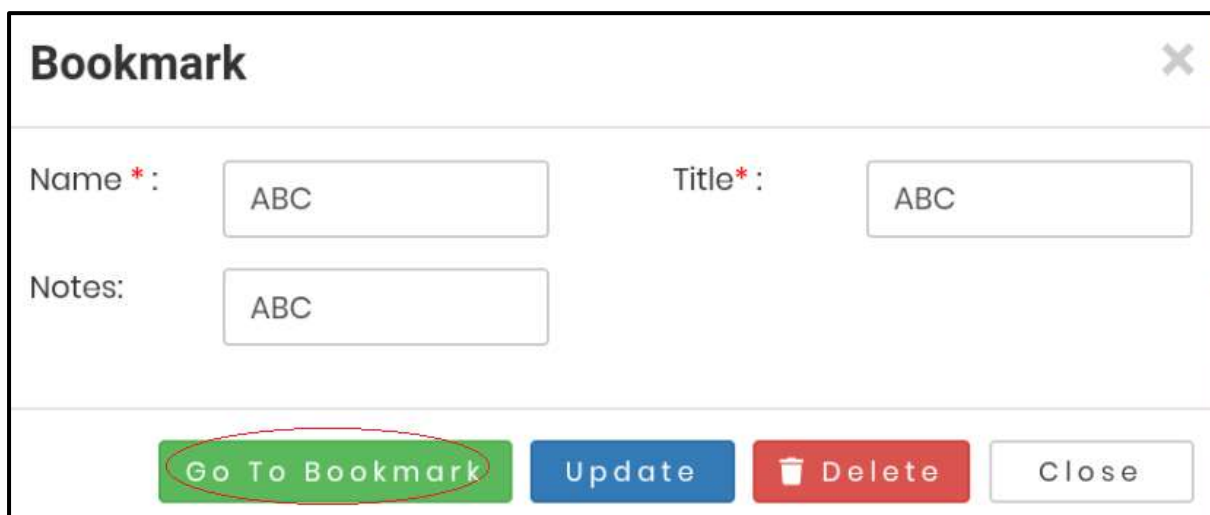 Bookmark
Name * : ABC Title* : ABC
Notes: ABC
Go To Bookmark Update Delete Close